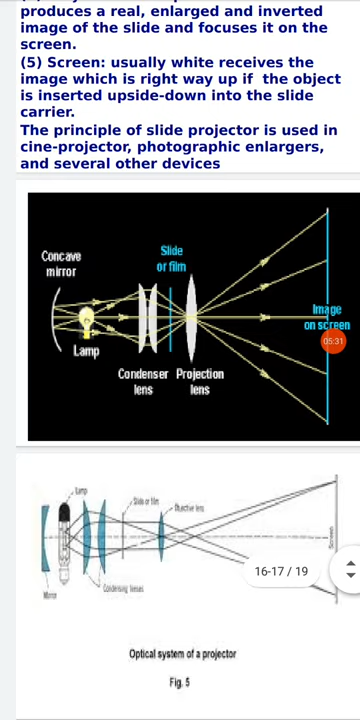 produces a real, enlarged and inverted
image of the slide and focuses it on the
screen.
(5) Screen: usually white receives the
image which is right way up if the object
is inserted upside-down into the slide
carrier.
The principle of slide projector is used in
cine-projector, photographic enlargers,
and several other devices
Concave
mirror
Slide
or film
Lamp
Image
on screen
05:31
Condenser
lens
Projection
lens
Lamp
Slide or film
Objective lens
Screen
Mirror
Condensing lenses
16-17 / 19
Optical system of a projector
Fig. 5